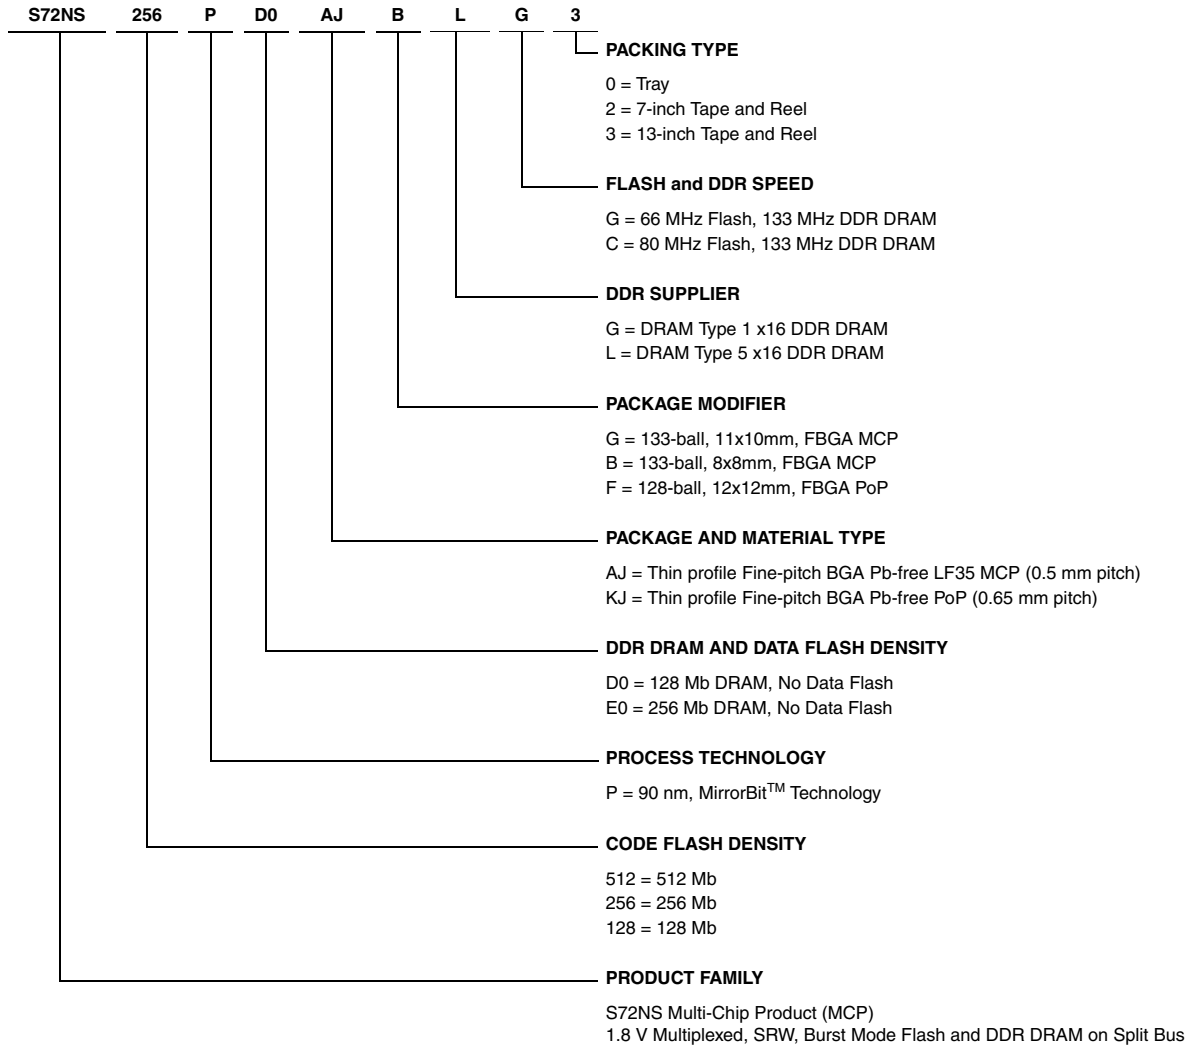 S72NS 256 P D0 AJ B L G 3
PACKING TYPE
0 = Tray
2 = 7-inch Tape and Reel
3 = 13-inch Tape and Reel
FLASH and DDR SPEED
G = 66 MHz Flash, 133 MHz DDR DRAM
C = 80 MHz Flash, 133 MHz DDR DRAM
DDR SUPPLIER
G = DRAM Type 1 x16 DDR DRAM
L = DRAM Type 5 x16 DDR DRAM
PACKAGE MODIFIER
G = 133-ball, 11x10mm, FBGA MCP
B = 133-ball, 8x8mm, FBGA MCP
F = 128-ball, 12x12mm, FBGA PoP
PACKAGE AND MATERIAL TYPE
AJ = Thin profile Fine-pitch BGA Pb-free LF35 MCP (0.5 mm pitch)
KJ = Thin profile Fine-pitch BGA Pb-free PoP (0.65 mm pitch)
DDR DRAM AND DATA FLASH DENSITY
D0 = 128 Mb DRAM, No Data Flash
E0 = 256 Mb DRAM, No Data Flash
PROCESS TECHNOLOGY
P = 90 nm, MirrorBit™ Technology
CODE FLASH DENSITY
512 = 512 Mb
256 = 256 Mb
128 = 128 Mb
PRODUCT FAMILY
S72NS Multi-Chip Product (MCP)
1.8 V Multiplexed, SRW, Burst Mode Flash and DDR DRAM on Split Bus